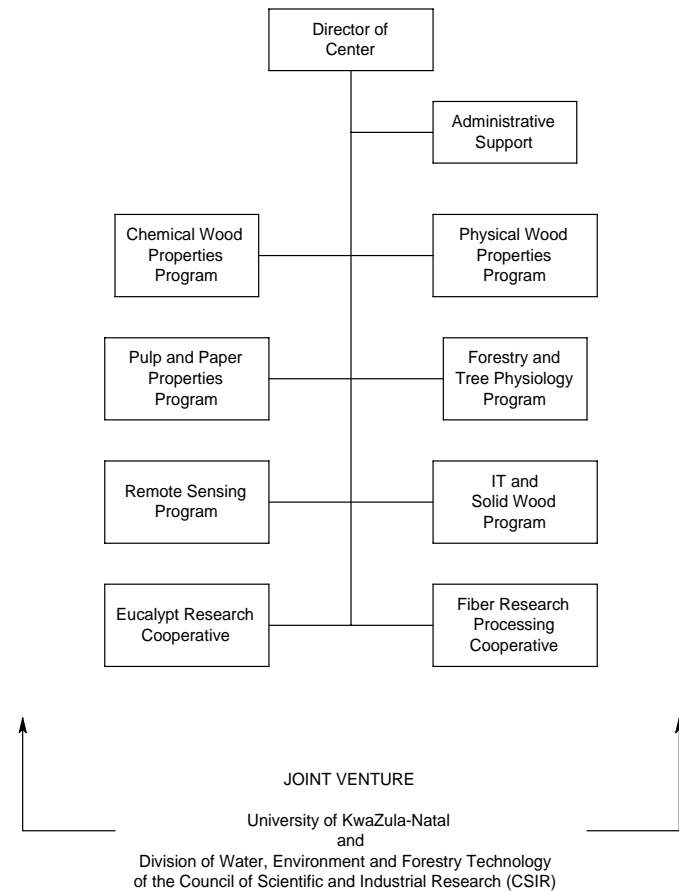 Director of
Center
Administrative
Support
Chemical Wood
Properties
Program
Physical Wood
Properties
Program
Pulp and Paper
Properties
Program
Forestry and
Tree Physiology
Program
Remote Sensing
Program
IT and
Solid Wood
Program
Eucalypt Research
Cooperative
Fiber Research
Processing
Cooperative
JOINT VENTURE
University of KwaZula-Natal
and
Division of Water, Environment and Forestry Technology
of the Council of Scientific and Industrial Research (CSIR)